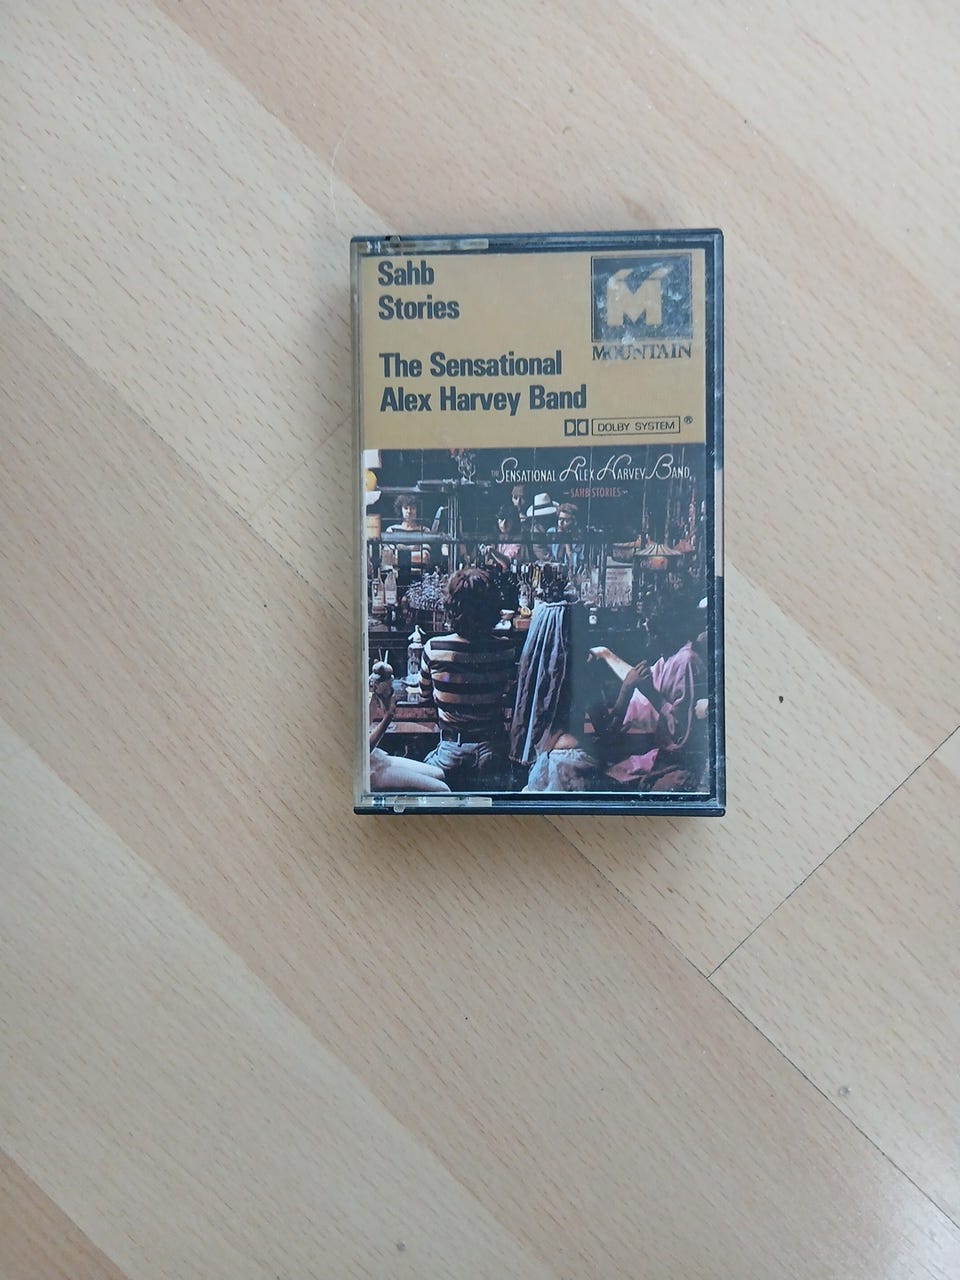 Sahb
Stories
MOUNTAIN
The Sensational
Alex Harvey Band
DOLBY SYSTEM ®
THE SENSATIONAL ALEX HARVEY BAND
- SAHB STORIES -